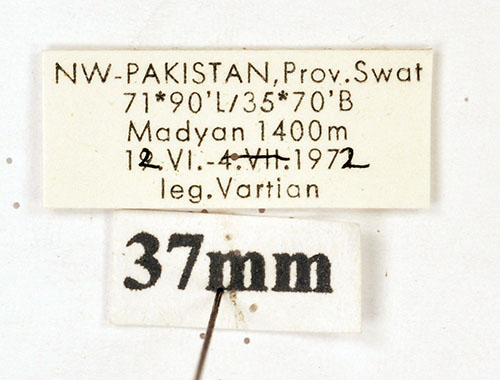 NW-PAKISTAN,Prov.Swat
71*90'L/35*70'B
Madyan 1400m
12.VI.-4.VII.1972
leg.Vartian
37mm